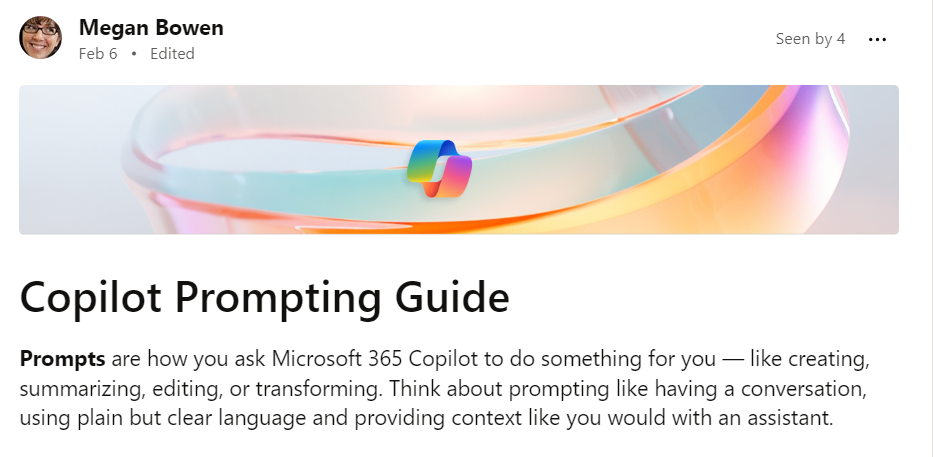 Megan Bowen
Feb 6 • Edited
Seen by 4
Copilot Prompting Guide
Prompts are how you ask Microsoft 365 Copilot to do something for you — like creating,
summarizing, editing, or transforming. Think about prompting like having a conversation,
using plain but clear language and providing context like you would with an assistant.